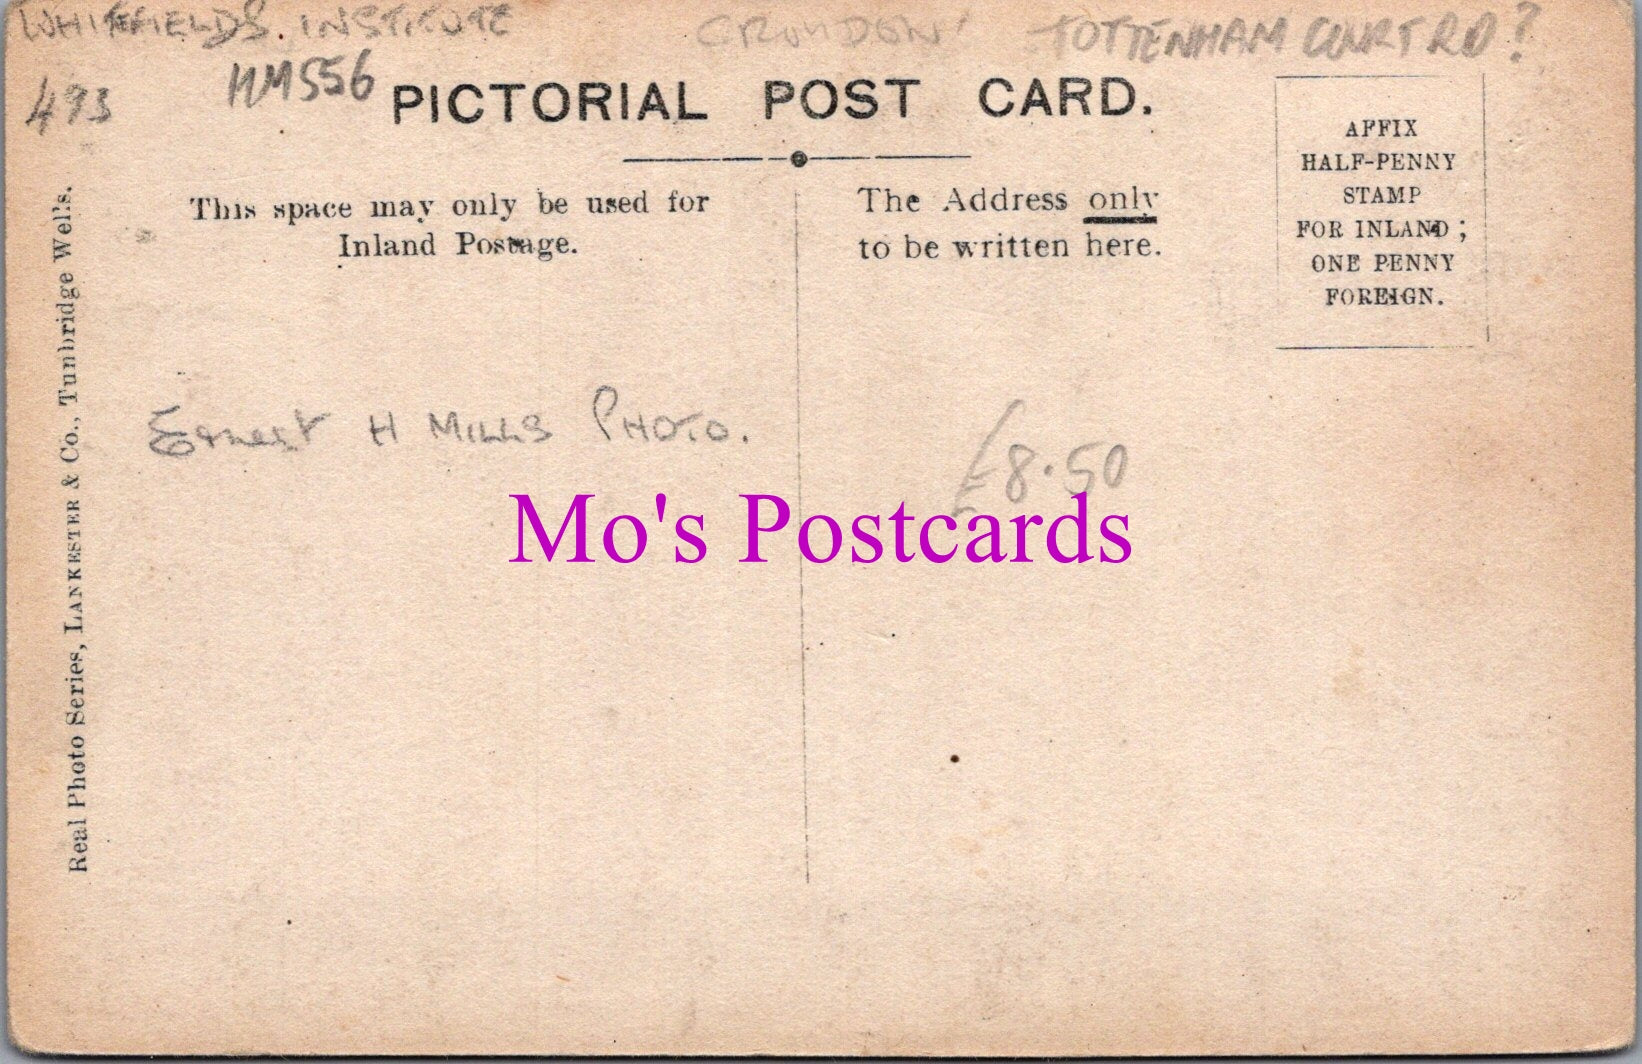 WHITEFIELDS. INSTITUTE CROYDON' TOTTENHAM COURT RD?
493 HM556
PICTORIAL POST CARD.
This space may only be used for
Inland Postage.
The Address only
to be written here.
AFFIX
HALF-PENNY
STAMP
FOR INLAND;
ONE PENNY
FOREIGN.
Real Photo Series, LANKESTER & Co., Tunbridge Wells.
Ernest H MILLS PHOTO.
£8.50
Mo's Postcards